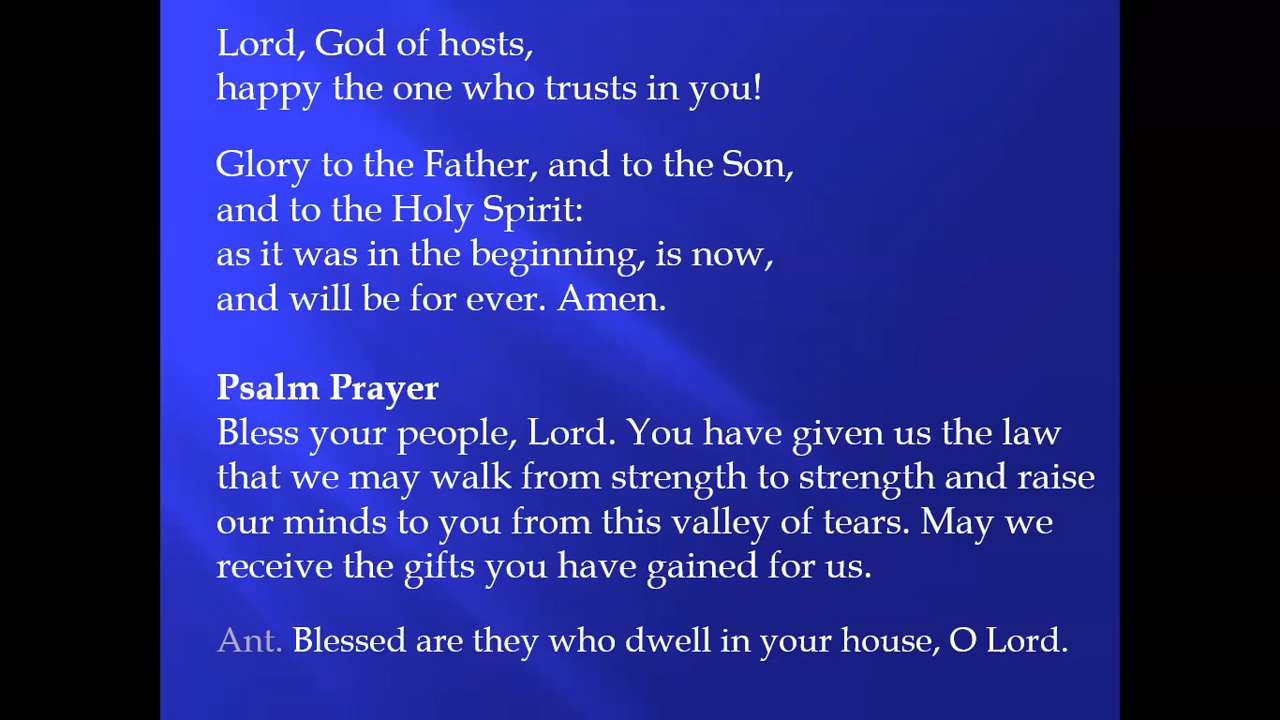 Lord, God of hosts,
happy the one who trusts in you!
Glory to the Father, and to the Son,
and to the Holy Spirit:
as it was in the beginning, is now,
and will be for ever. Amen.
Psalm Prayer
Bless your people, Lord. You have given us the law
that we may walk from strength to strength and raise
our minds to you from this valley of tears. May we
receive the gifts you have gained for us.
Ant. Blessed are they who dwell in your house, O Lord.